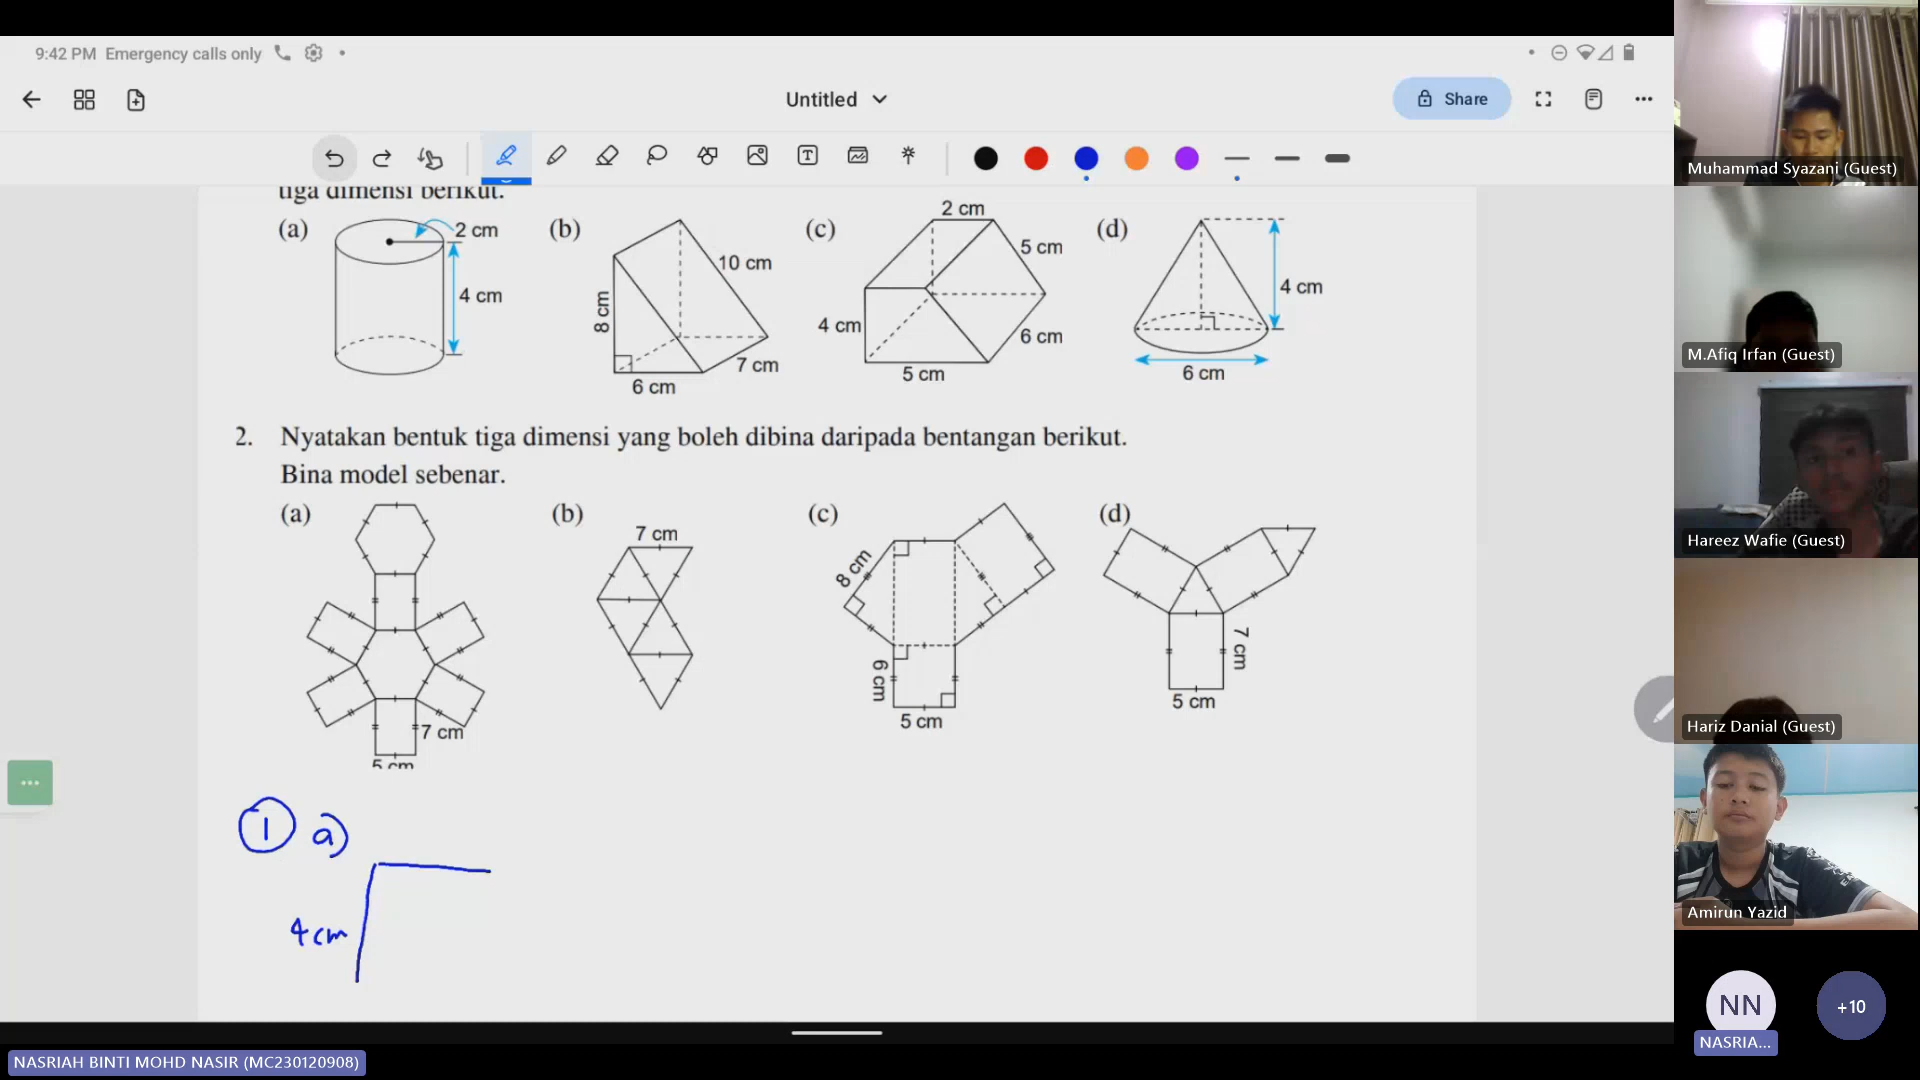 9:42 PM Emergency calls only
Untitled
Share
tiga dimensi berikut.
(a) 2 cm 4 cm
(b) 10 cm 8 cm 7 cm 6 cm
(c) 2 cm 5 cm 4 cm 6 cm 5 cm
(d) 4 cm 6 cm
2. Nyatakan bentuk tiga dimensi yang boleh dibina daripada bentangan berikut.
Bina model sebenar.
(a) 7 cm 5 cm
(b) 7 cm
(c) 8 cm 6 cm 5 cm
(d) 7 cm 5 cm
1 a)
4cm
Muhammad Syazani (Guest)
M.Afiq Irfan (Guest)
Hareez Wafie (Guest)
Hariz Danial (Guest)
Amirun Yazid
NN
+10
NASRIA...
NASRIAH BINTI MOHD NASIR (MC230120908)